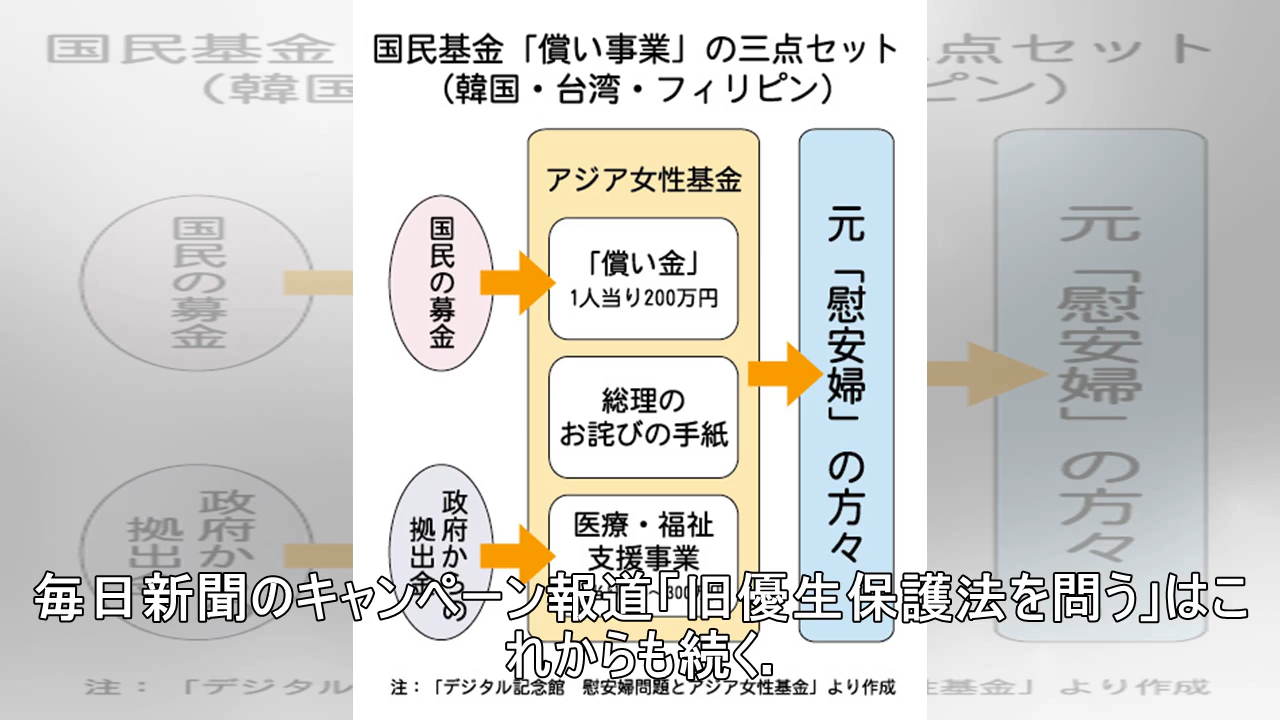 国民基金「償い事業」の三点セット
（韓国・台湾・フィリピン）
アジア女性基金
国民の募金
「償い金」
1人当り200万円
総理の
お詫びの手紙
政府からの
拠出金
医療・福祉
支援事業
元「慰安婦」の方々
毎日新聞のキャンペーン報道「旧優生保護法を問う」はこ
れからも続く.
注：「デジタル記念館　慰安婦問題とアジア女性基金」より作成